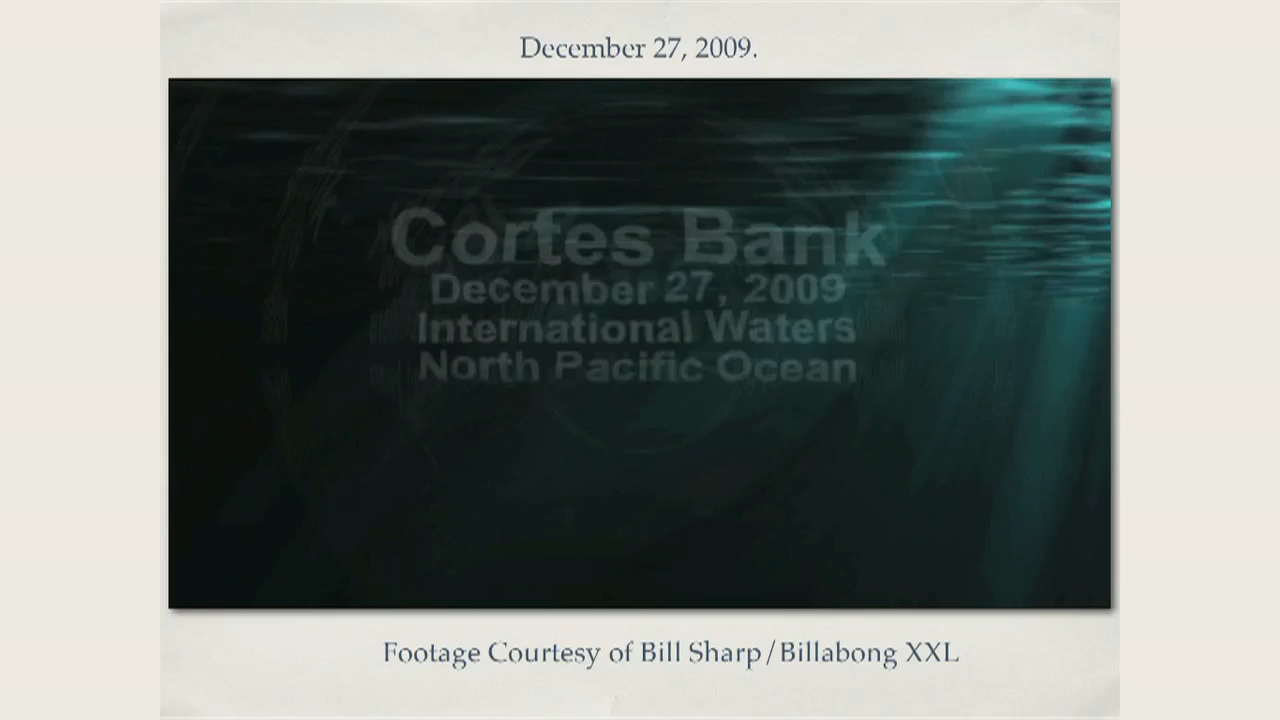 December 27, 2009.
Cortes Bank
December 27, 2009
International Waters
North Pacific Ocean
Footage Courtesy of Bill Sharp/Billabong XXL